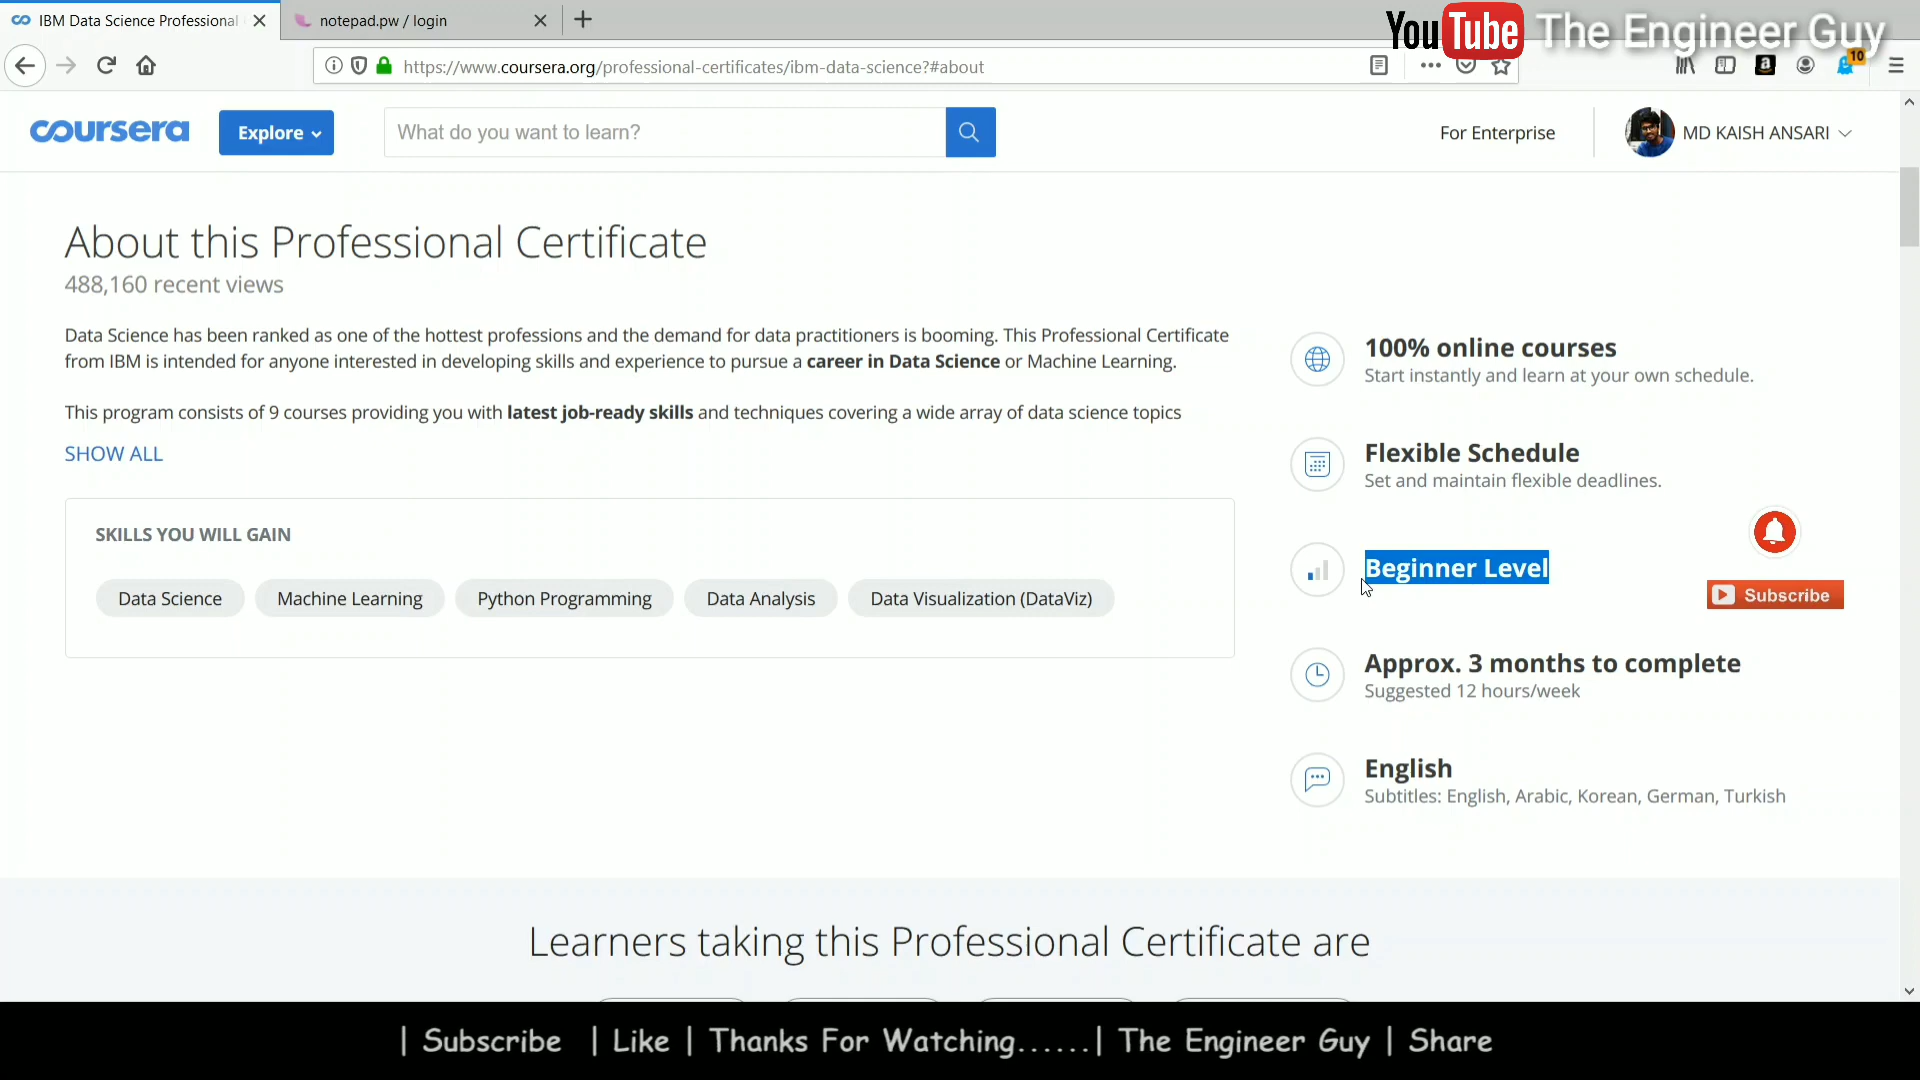 IBM Data Science Professional
notepad.pw / login
YouTube The Engineer Guy
https://www.coursera.org/professional-certificates/ibm-data-science?#about
10
coursera
Explore
What do you want to learn?
For Enterprise
MD KAISH ANSARI
About this Professional Certificate
488,160 recent views
Data Science has been ranked as one of the hottest professions and the demand for data practitioners is booming. This Professional Certificate
from IBM is intended for anyone interested in developing skills and experience to pursue a career in Data Science or Machine Learning.
This program consists of 9 courses providing you with latest job-ready skills and techniques covering a wide array of data science topics
SHOW ALL
SKILLS YOU WILL GAIN
Data Science
Machine Learning
Python Programming
Data Analysis
Data Visualization (DataViz)
100% online courses
Start instantly and learn at your own schedule.
Flexible Schedule
Set and maintain flexible deadlines.
Beginner Level
Subscribe
Approx. 3 months to complete
Suggested 12 hours/week
English
Subtitles: English, Arabic, Korean, German, Turkish
Learners taking this Professional Certificate are
| Subscribe | Like | Thanks For Watching......| The Engineer Guy | Share